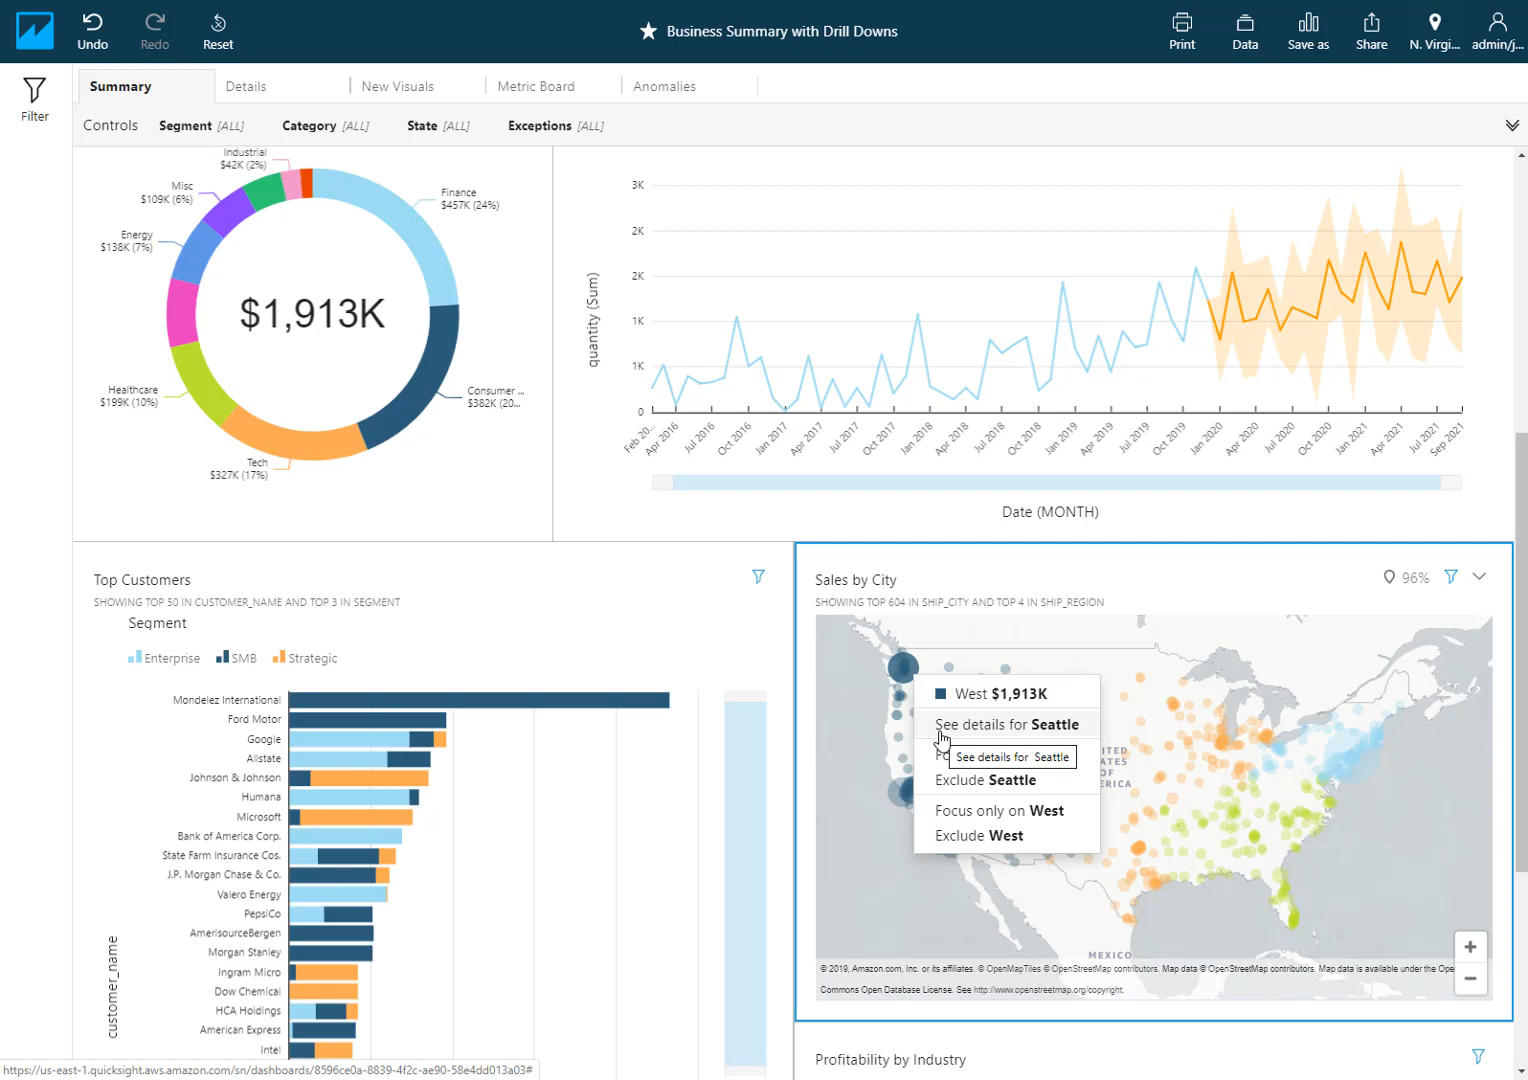 Undo
Redo
Reset
Business Summary with Drill Downs
Print
Data
Save as
Share
N. Virgi...
admin/j...
Filter
Summary
Details
New Visuals
Metric Board
Anomalies
Controls
Segment [ALL]
Category [ALL]
State [ALL]
Exceptions [ALL]
Industrial
$42K (2%)
Misc
$109K (6%)
Energy
$138K (7%)
Healthcare
$199K (10%)
Tech
$327K (17%)
Finance
$457K (24%)
Consumer ...
$382K (20...
$1,913K
quantity (Sum)
3K
2K
2K
1K
1K
0
Feb 20...
Apr 2016
Jul 2016
Oct 2016
Jan 2017
Apr 2017
Jul 2017
Oct 2017
Jan 2018
Apr 2018
Jul 2018
Oct 2018
Jan 2019
Apr 2019
Jul 2019
Oct 2019
Jan 2020
Apr 2020
Jul 2020
Oct 2020
Jan 2021
Apr 2021
Jul 2021
Sep 2021
Date (MONTH)
Top Customers
SHOWING TOP 50 IN CUSTOMER_NAME AND TOP 3 IN SEGMENT
Segment
Enterprise
SMB
Strategic
customer_name
Mondelez International
Ford Motor
Google
Allstate
Johnson & Johnson
Humana
Microsoft
Bank of America Corp.
State Farm Insurance Cos.
J.P. Morgan Chase & Co.
Valero Energy
PepsiCo
AmerisourceBergen
Morgan Stanley
Ingram Micro
Dow Chemical
HCA Holdings
American Express
Intel
Sales by City
96%
SHOWING TOP 604 IN SHIP_CITY AND TOP 4 IN SHIP_REGION
West $1,913K
See details for Seattle
See details for Seattle
Exclude Seattle
Focus only on West
Exclude West
MEXICO
© 2019, Amazon.com, Inc. or its affiliates. © OpenMapTiles © OpenStreetMap contributors. Map data © OpenStreetMap contributors. Map data is available under the Ope
Commons Open Database License. See http://www.openstreetmap.org/copyright.
+
−
Profitability by Industry
https://us-east-1.quicksight.aws.amazon.com/sn/dashboards/8596ce0a-8839-4f2c-ae90-58e4dd013a03#